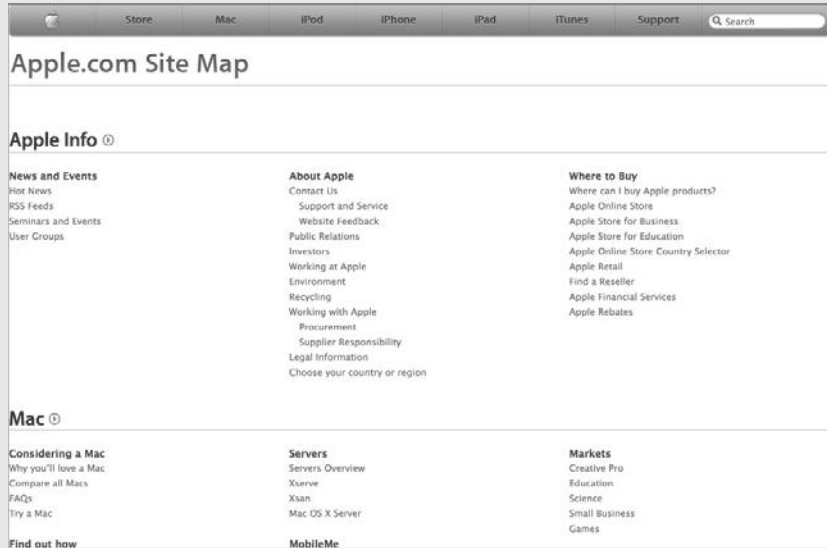 Store Mac iPod iPhone iPad iTunes Support Search
Apple.com Site Map
Apple Info
News and Events
Hot News
RSS Feeds
Seminars and Events
User Groups
About Apple
Contact Us
Support and Service
Website Feedback
Public Relations
Investors
Working at Apple
Environment
Recycling
Working with Apple
Procurement
Supplier Responsibility
Legal Information
Choose your country or region
Where to Buy
Where can I buy Apple products?
Apple Online Store
Apple Store for Business
Apple Store for Education
Apple Online Store Country Selector
Apple Retail
Find a Reseller
Apple Financial Services
Apple Rebates
Mac
Considering a Mac
Why you'll love a Mac
Compare all Macs
FAQs
Try a Mac
Find out how
Servers
Servers Overview
Xserve
Xsan
Mac OS X Server
MobileMe
Markets
Creative Pro
Education
Science
Small Business
Games